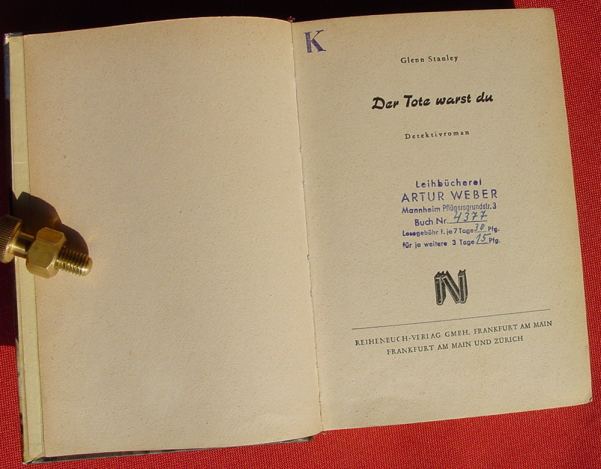 K
Glenn Stanley
Der Tote warst du
Detektivroman
Leihbücherei
ARTUR WEBER
Mannheim Pflügersgrundstr. 3
Buch Nr. 4377
Lesegebühr f. je 7 Tage 30 Pfg.
für je weitere 3 Tage 15 Pfg.
N
REIHENBUCH-VERLAG GMBH, FRANKFURT AM MAIN
FRANKFURT AM MAIN UND ZÜRICH